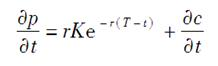 ∂p/∂t = rKe^{-r(T-t)} + ∂c/∂t